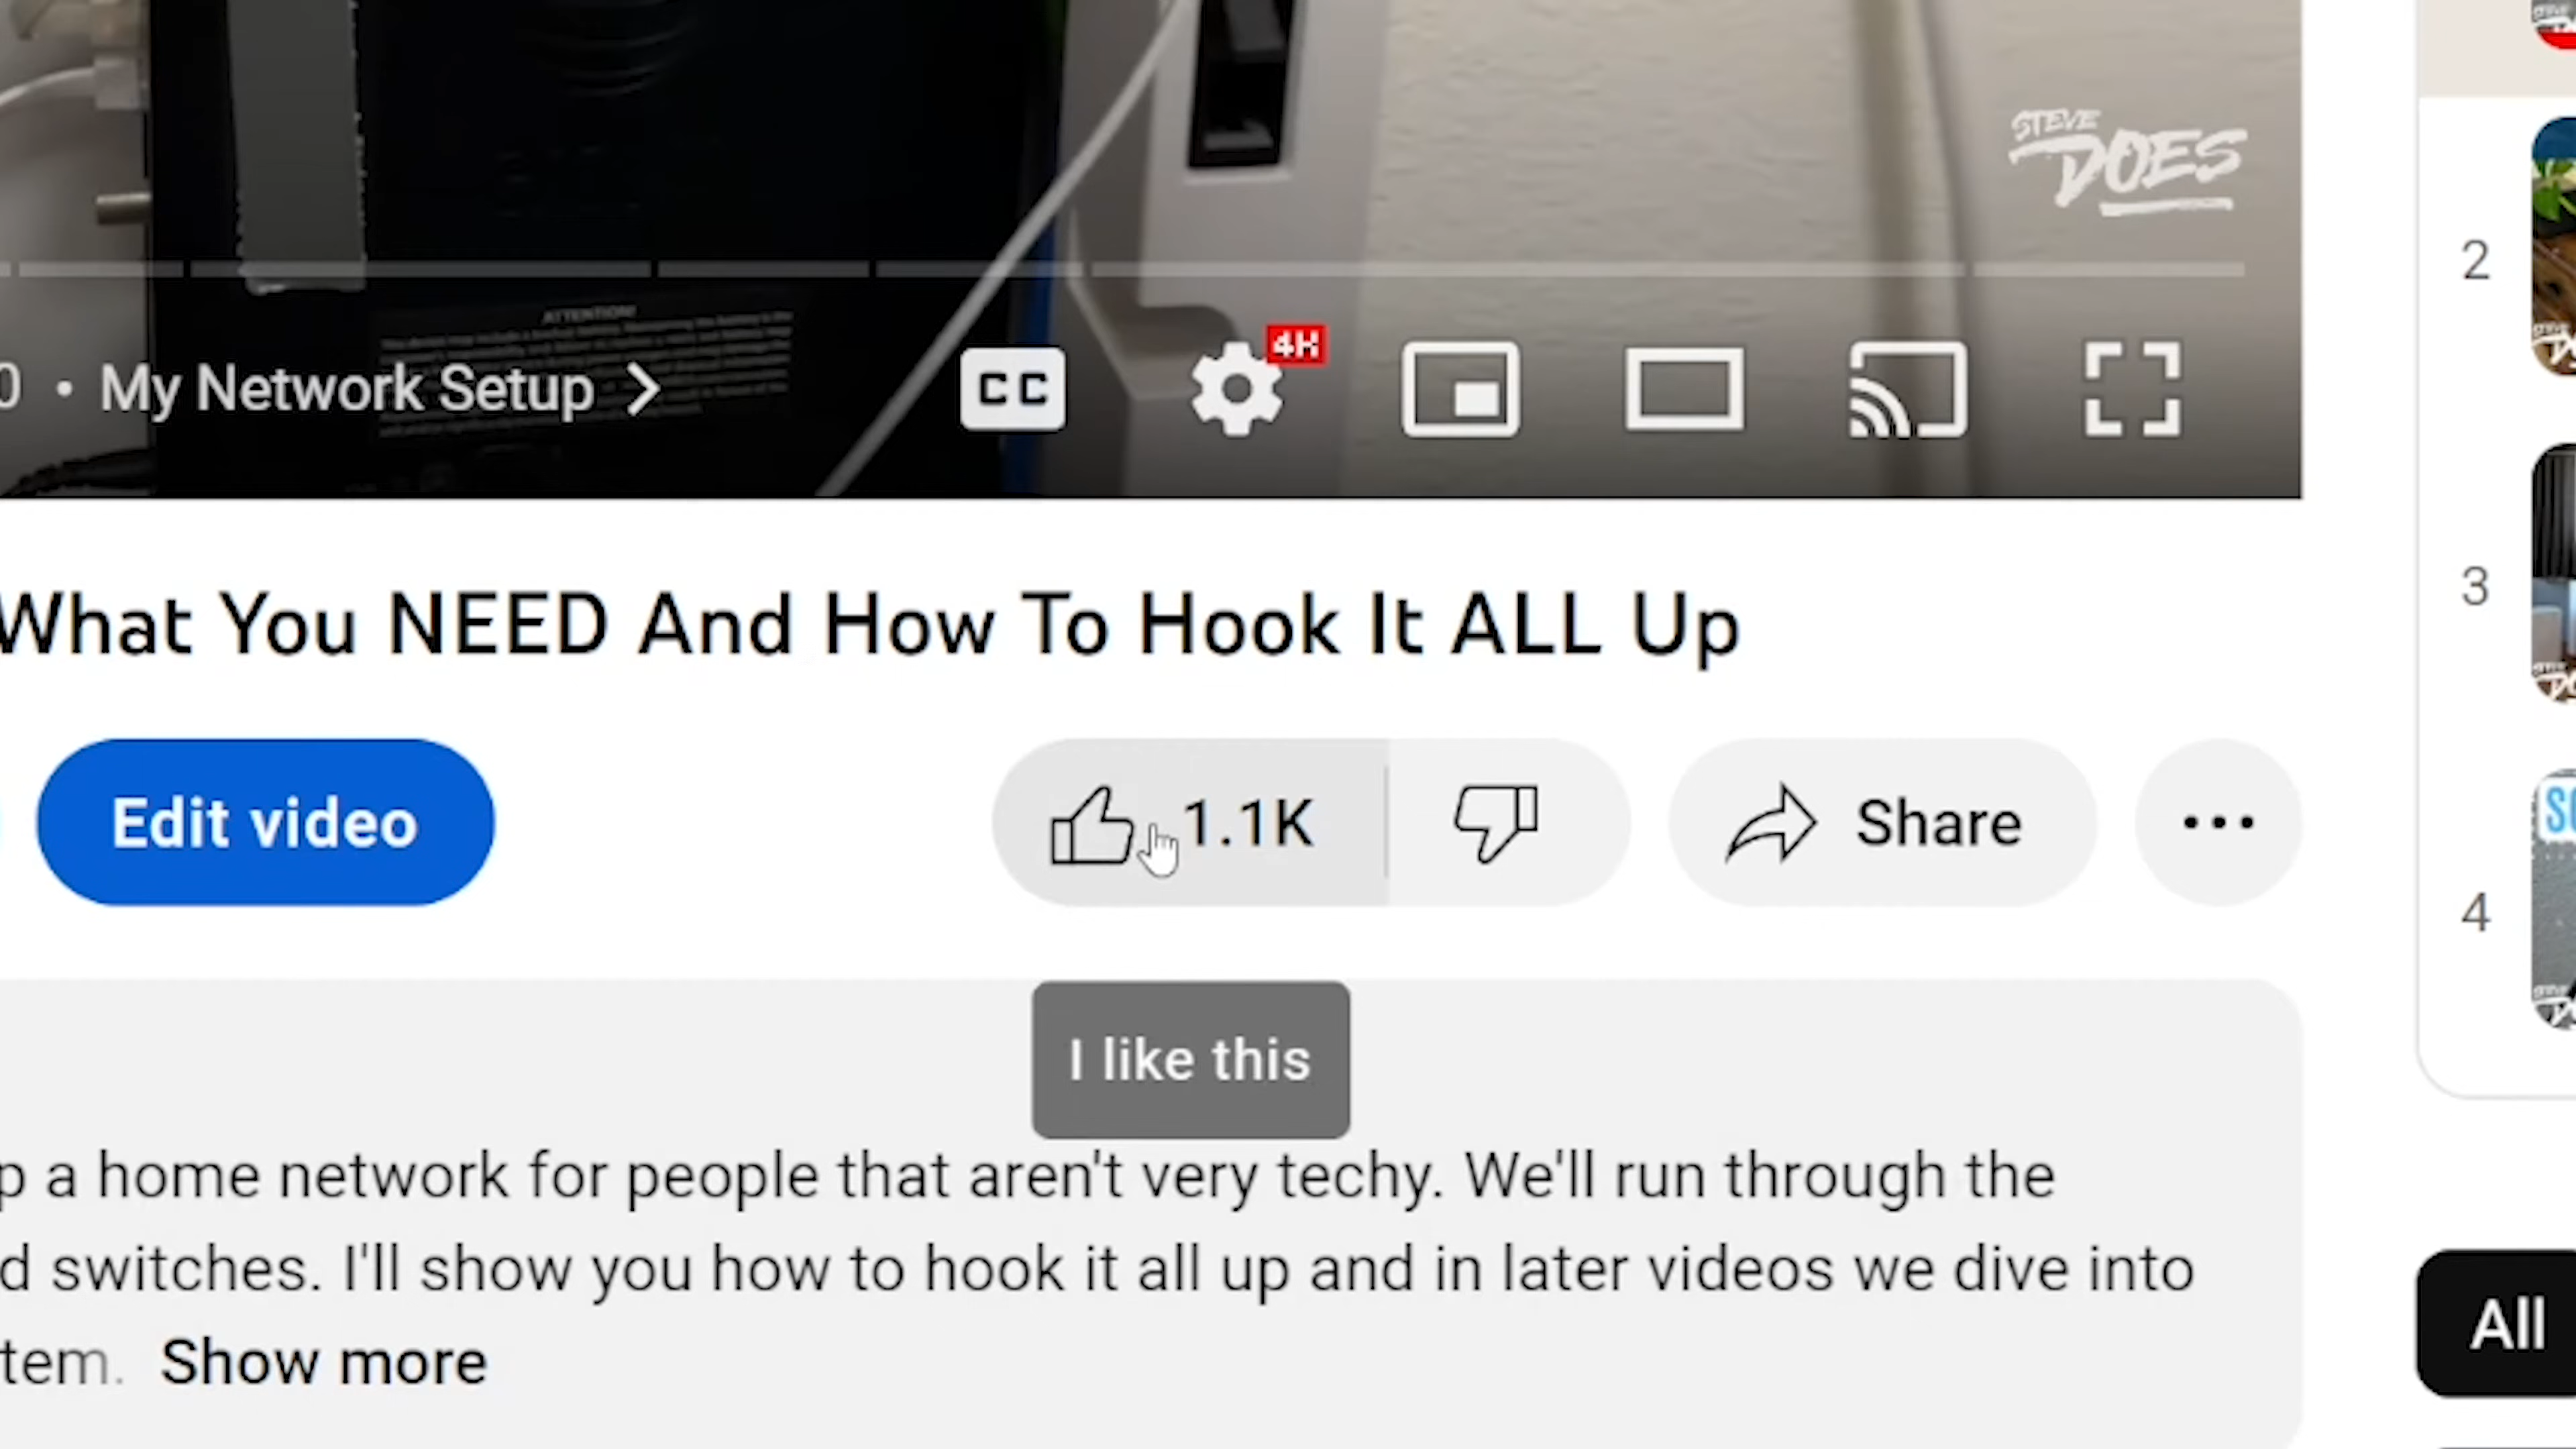 STEVE
DOES
ATTENTION!
• My Network Setup
CC
4H
2
What You NEED And How To Hook It ALL Up
3
Edit video
1.1K
Share
4
I like this
p a home network for people that aren't very techy. We'll run through the
d switches. I'll show you how to hook it all up and in later videos we dive into
tem. Show more
All